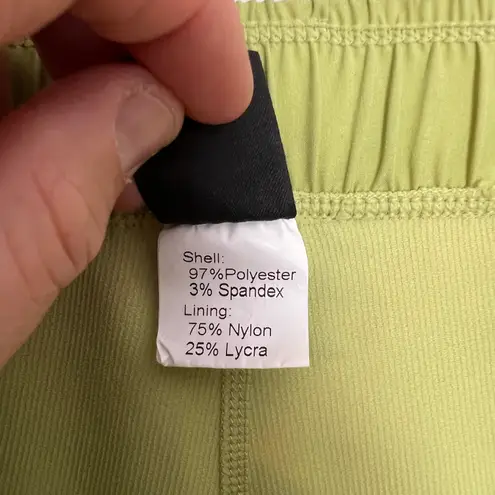 Shell:
97%Polyester
3% Spandex
Lining:
75% Nylon
25% Lycra